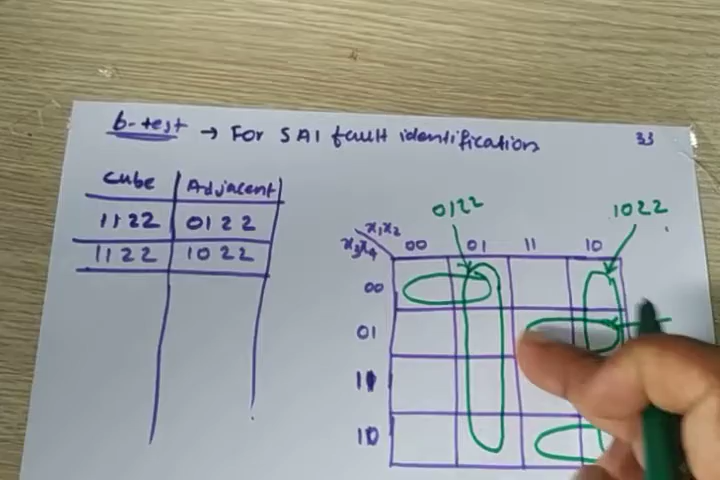 b-test → For SA1 fault identification 33
Cube Adjacent
1122 0122
1122 1022
0122 1022
x1x2
x3x4 00 01 11 10
00
01
11
10